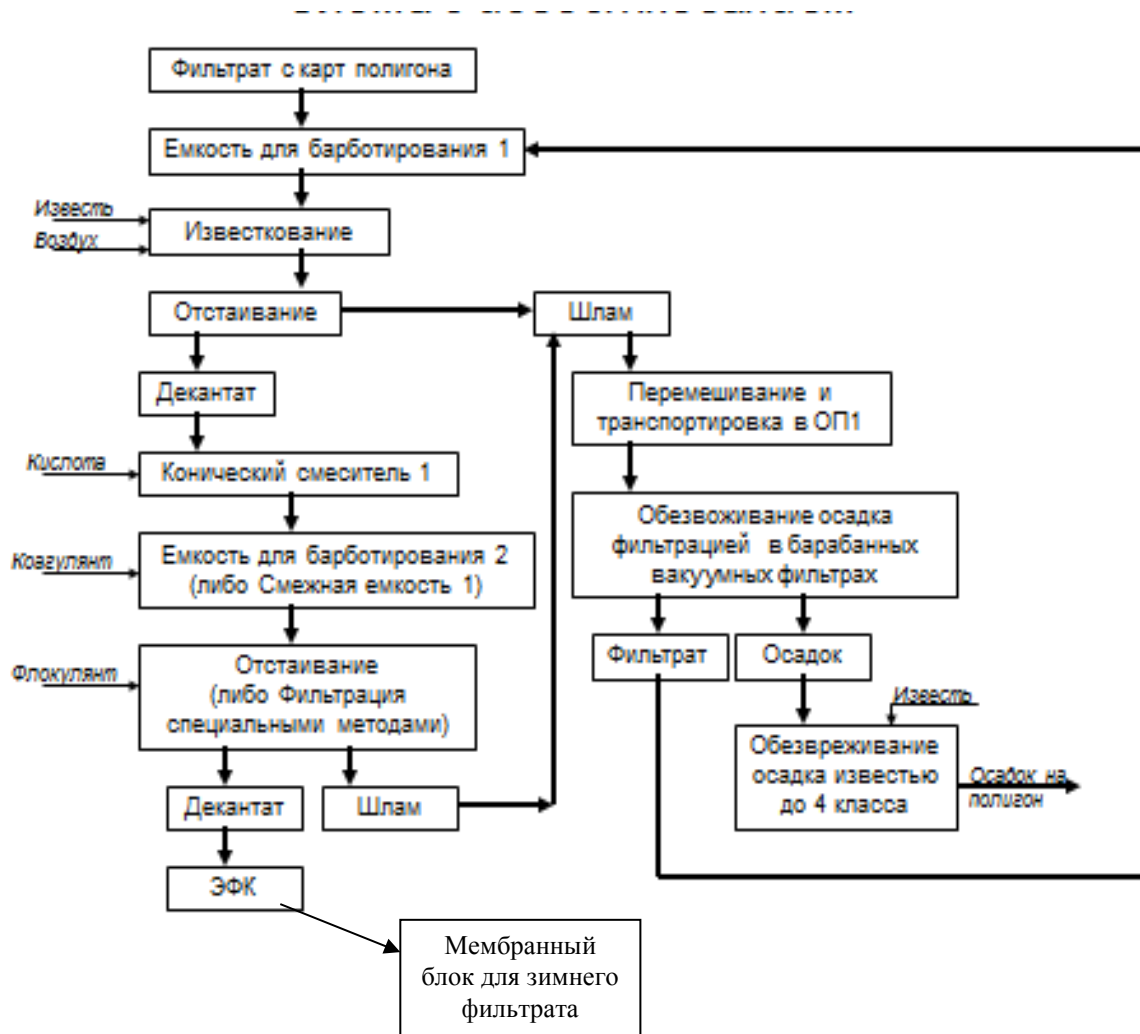 Фильтрат с карт полигона
Емкость для барботирования 1
Известь
Воздух
Известкование
Отстаивание
Шлам
Декантат
Перемешивание и
транспортировка в ОП1
Кислота
Конический смеситель 1
Обезвоживание осадка
фильтрацией в барабанных
вакуумных фильтрах
Коагулянт
Емкость для барботирования 2
(либо Смежная емкость 1)
Фильтрат
Осадок
Флокулянт
Отстаивание
(либо Фильтрация
специальными методами)
Известь
Обезвреживание
осадка известью
до 4 класса
Осадок на
полигон
Декантат
Шлам
ЭФК
Мембранный
блок для зимнего
фильтрата